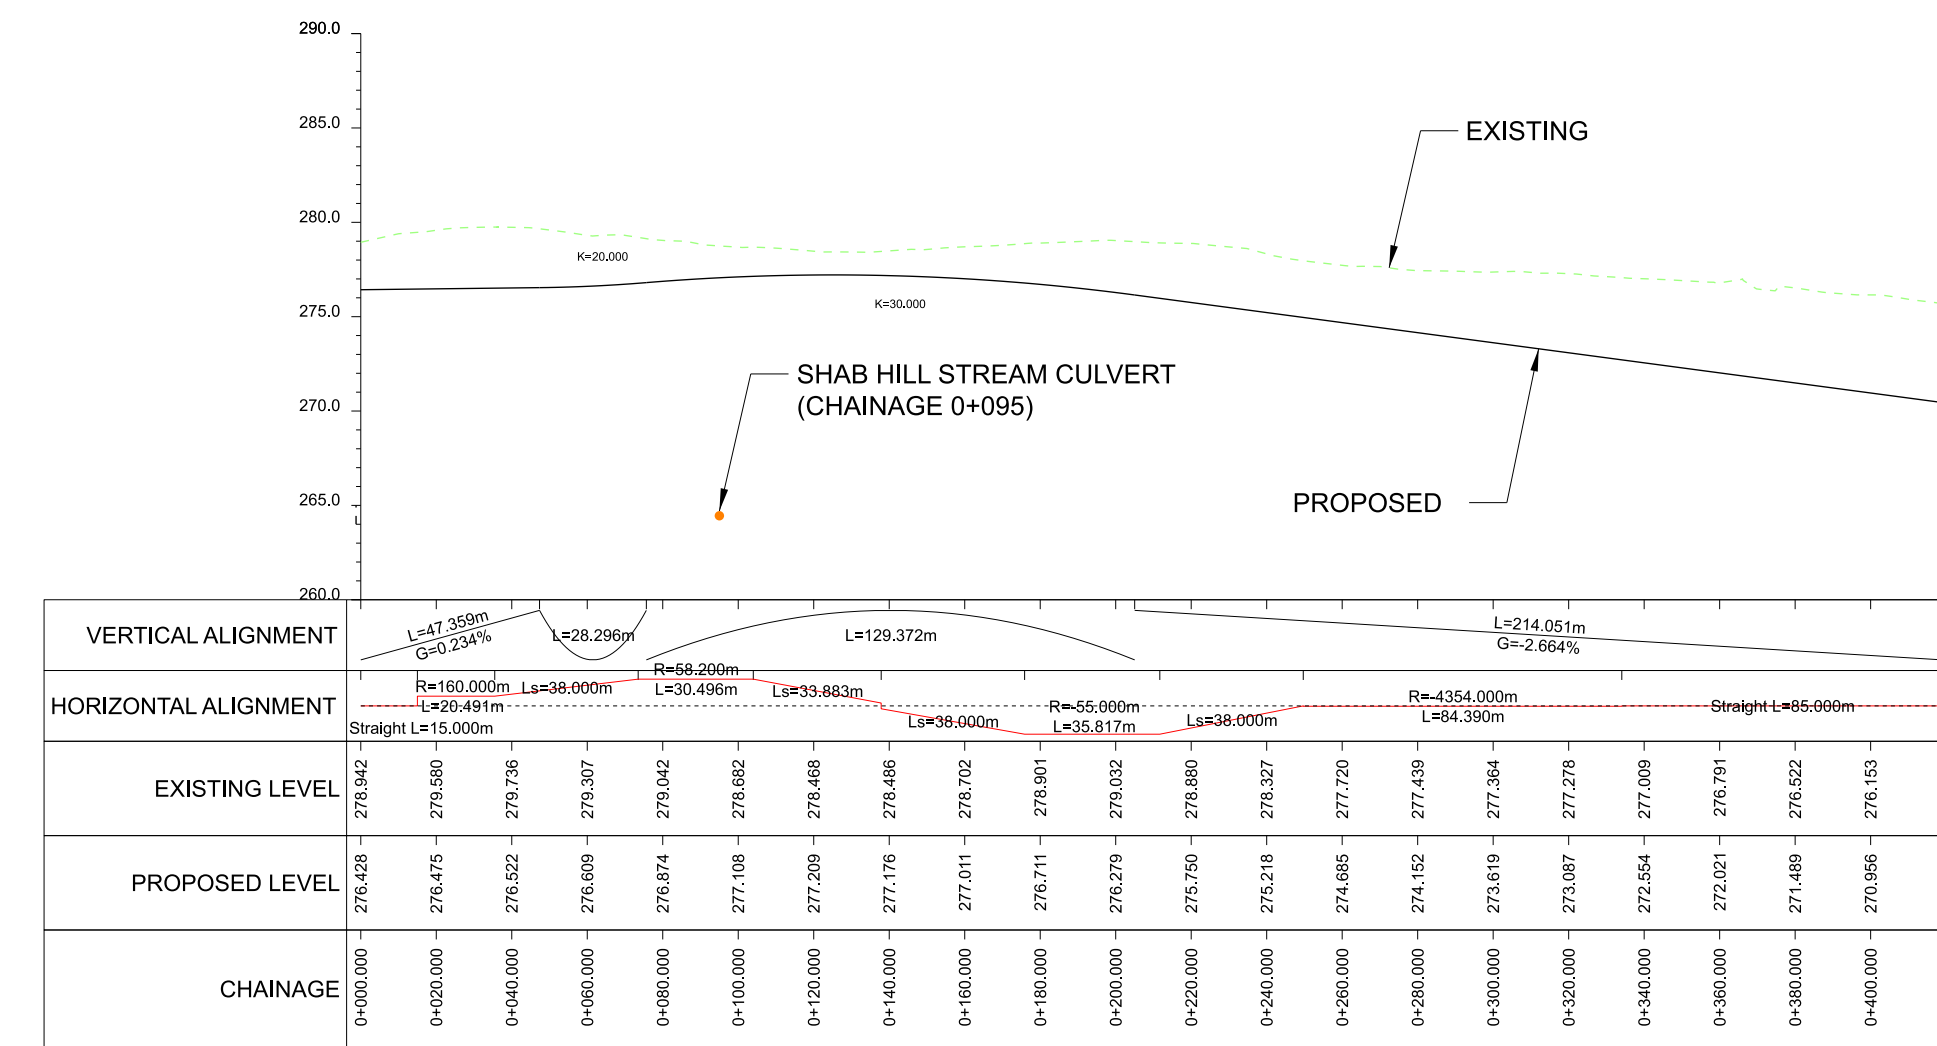 290.0
285.0
280.0
275.0
270.0
265.0
260.0
EXISTING
K=20.000
K=30.000
SHAB HILL STREAM CULVERT
(CHAINAGE 0+095)
PROPOSED
L
VERTICAL ALIGNMENT
L=47.359m
G=0.234%
L=28.296m
L=129.372m
L=214.051m
G=-2.664%
HORIZONTAL ALIGNMENT
Straight L=15.000m
R=160.000m
L=20.491m
Ls=38.000m
R=58.200m
L=30.496m
Ls=33.883m
Ls=38.000m
R=-55.000m
L=35.817m
Ls=38.000m
R=-4354.000m
L=84.390m
Straight L=85.000m
EXISTING LEVEL 278.942 279.580 279.736 279.307 279.042 278.682 278.468 278.486 278.702 278.901 279.032 278.880 278.327 277.720 277.439 277.364 277.278 277.009 276.791 276.522 276.153
PROPOSED LEVEL 276.428 276.475 276.522 276.609 276.874 277.108 277.209 277.176 277.011 276.711 276.279 275.750 275.218 274.685 274.152 273.619 273.087 272.554 272.021 271.489 270.956
CHAINAGE 0+000.000 0+020.000 0+040.000 0+060.000 0+080.000 0+100.000 0+120.000 0+140.000 0+160.000 0+180.000 0+200.000 0+220.000 0+240.000 0+260.000 0+280.000 0+300.000 0+320.000 0+340.000 0+360.000 0+380.000 0+400.000